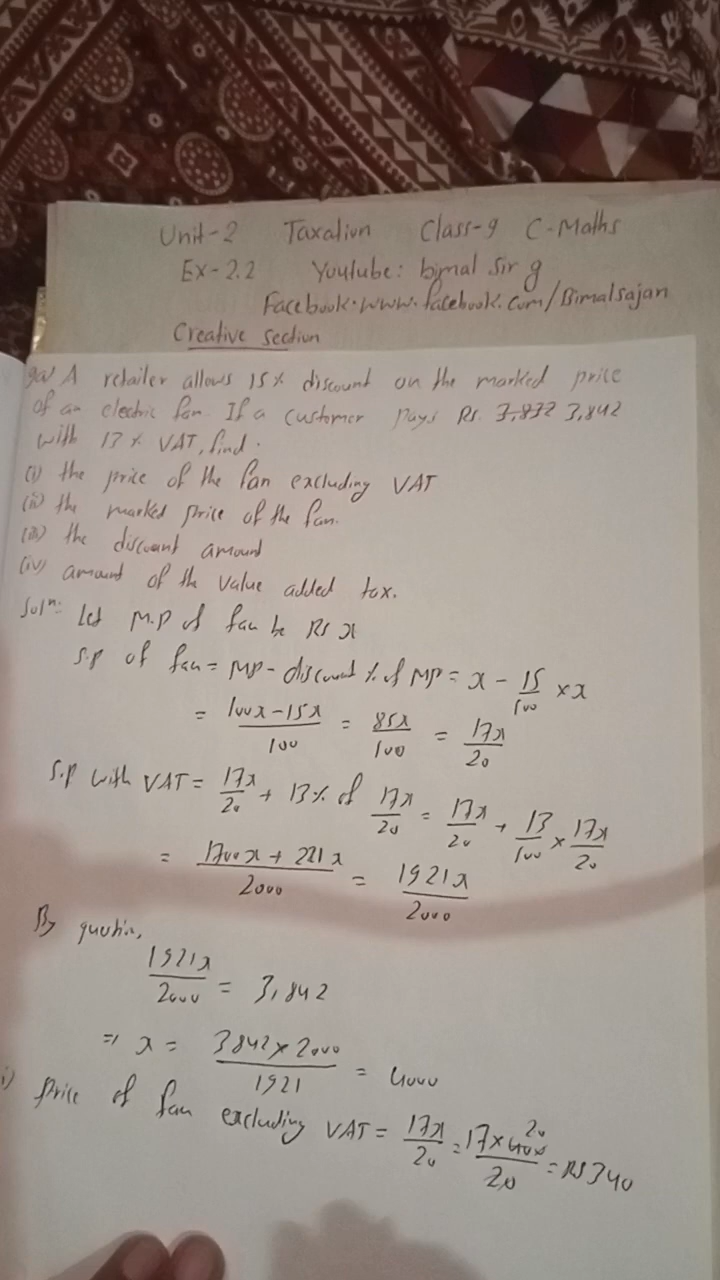 Unit-2 Taxation Class-9 C-Maths
Ex-2.2 Youtube: bimal sir g
Facebook.www.facebook.com/Bimalsajan
Creative section
9a) A retailer allows 15% discount on the marked price
of an electric fan. If a customer pays Rs. 3,832 3,842
with 13% VAT, find.
(i) the price of the fan excluding VAT
(ii) the marked price of the fan.
(iii) the discount amount
(iv) amount of the value added tax.
Solⁿ: Let M.P of fan be Rs x
S.P of fan = MP - discount % of MP = x - 15/100 × x
= 100x-15x/100 = 85x/100 = 17x/20
S.P with VAT = 17x/20 + 13% of 17x/20 = 17x/20 + 13/100 × 17x/20
= 1700x + 221x/2000 = 1921x/2000
By question,
1921x/2000 = 3,842
⇒ x = 3842×2000/1921 = 4000
i) Price of fan excluding VAT = 17x/20 = 17×/20 = Rs 340